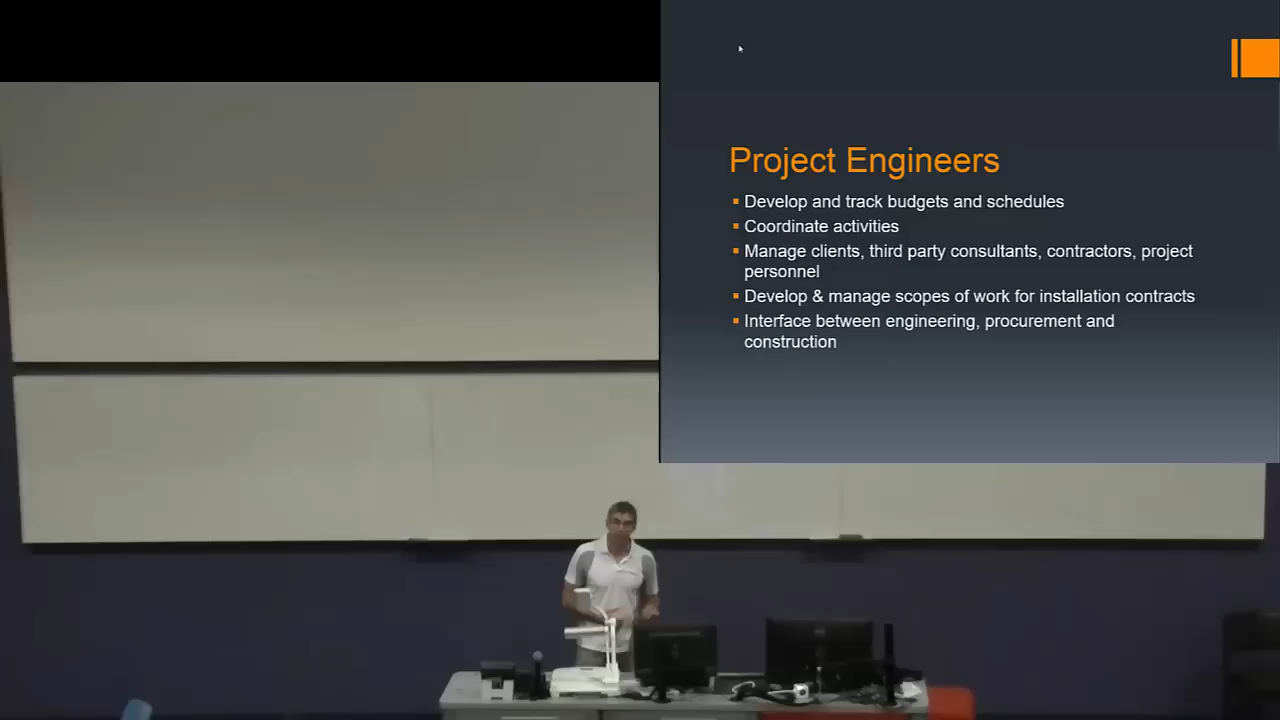 Project Engineers
Develop and track budgets and schedules
Coordinate activities
Manage clients, third party consultants, contractors, project
personnel
Develop & manage scopes of work for installation contracts
Interface between engineering, procurement and
construction